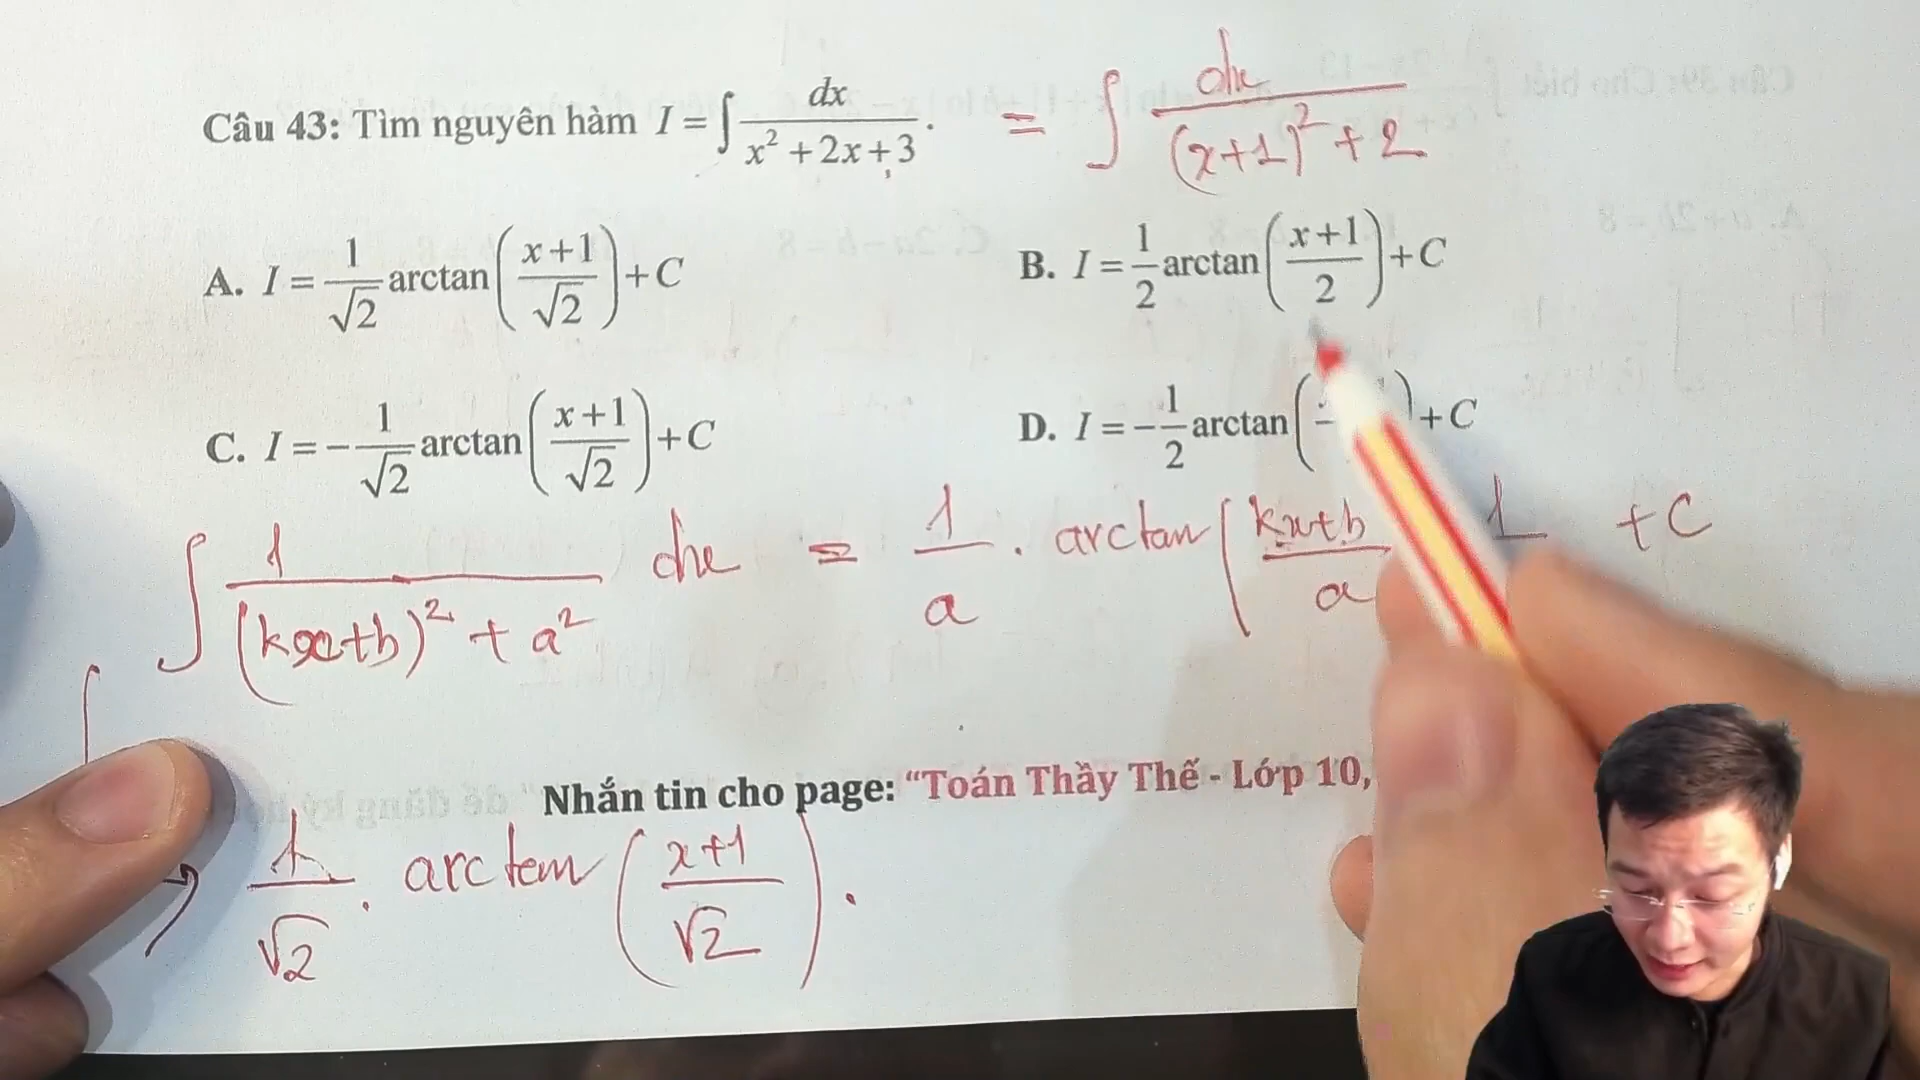 Câu 43: Tìm nguyên hàm I = ∫ dx / (x² + 2x + 3). = ∫ dx / ((x+1)² + 2)
A. I = 1/√2 arctan((x+1)/√2) + C
B. I = 1/2 arctan((x+1)/2) + C
C. I = −1/√2 arctan((x+1)/√2) + C
D. I = −1/2 arctan( ) + C
∫ 1/((kx+b)² + a²) dx = 1/a . arctan((kx+b)/a 1 + C
∫
Nhắn tin cho page: “Toán Thầy Thế - Lớp 10,
→ 1/√2 . arctan((x+1)/√2) .